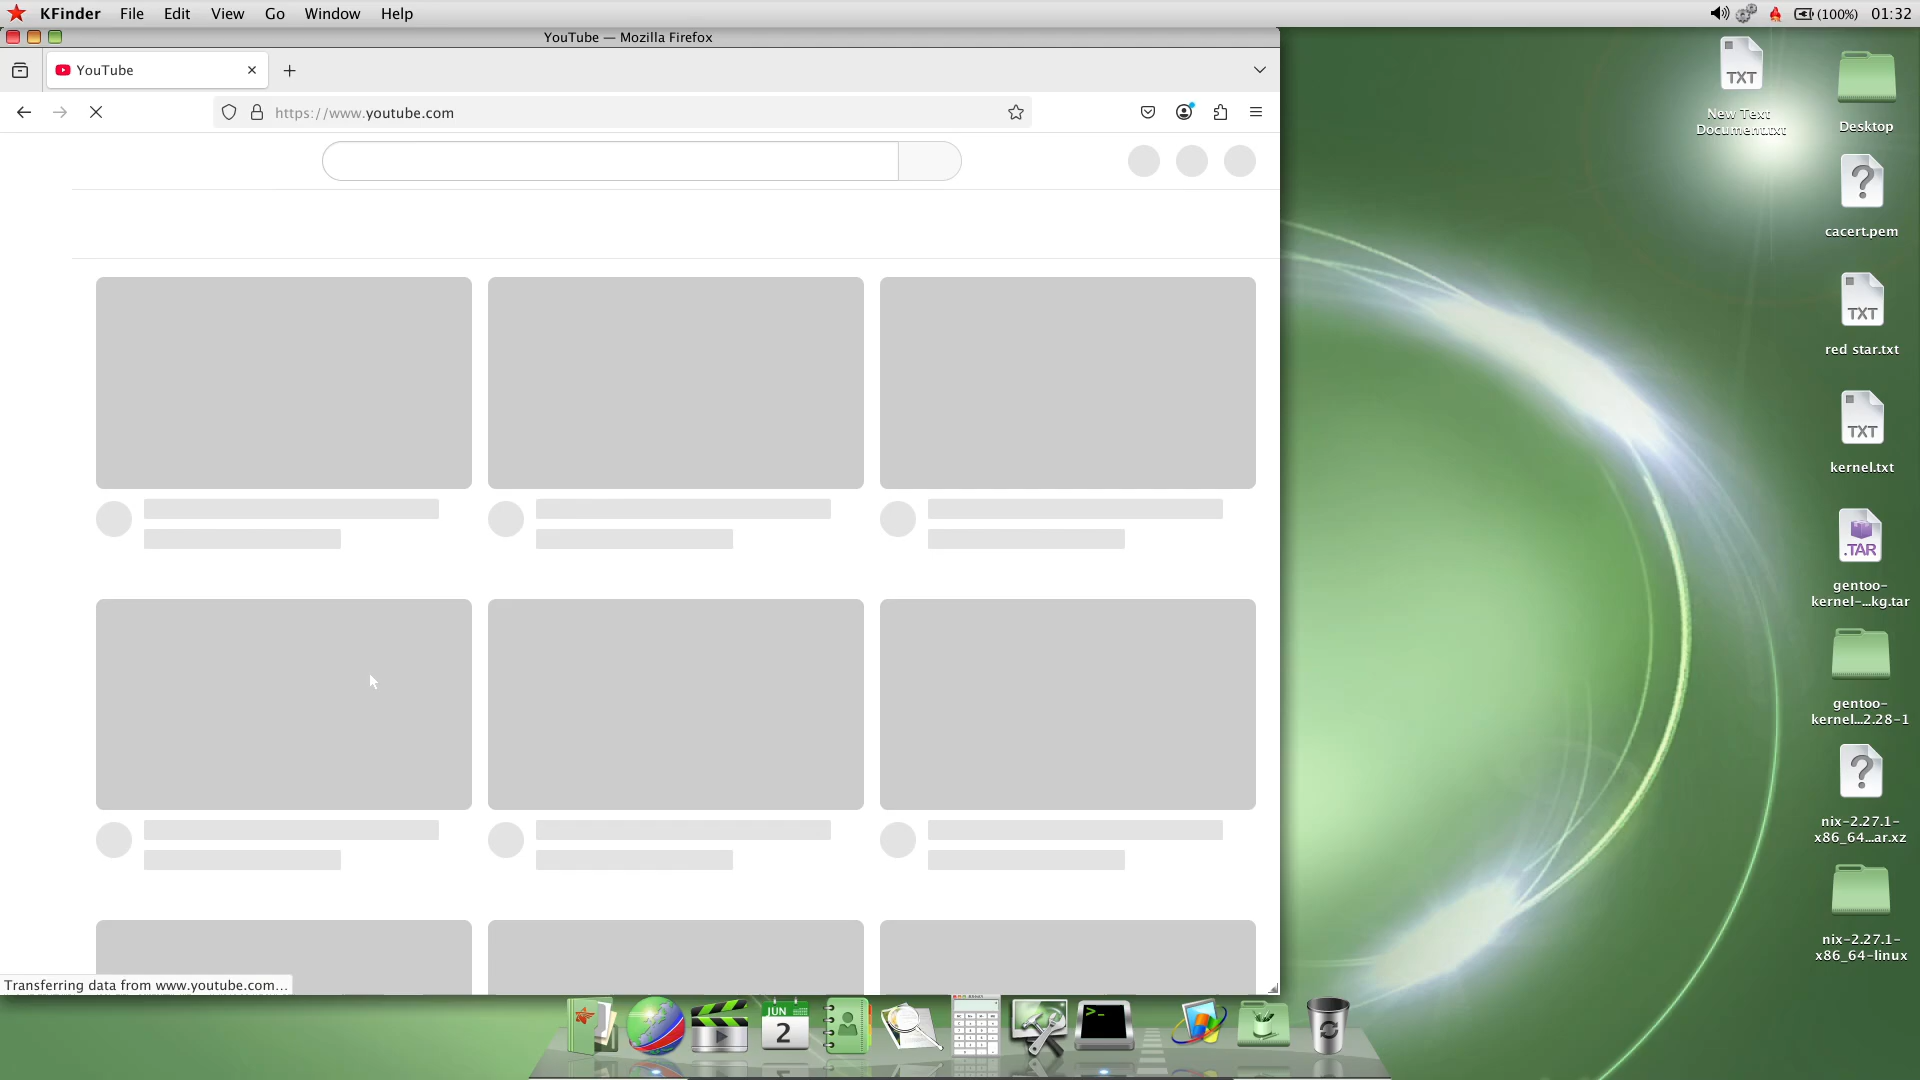 KFinder File Edit View Go Window Help (100%) 01:32
YouTube — Mozilla Firefox
YouTube
https://www.youtube.com
TXT
New Text
Document.txt
Desktop
cacert.pem
TXT
red star.txt
TXT
kernel.txt
.TAR
gentoo-
kernel-...kg.tar
gentoo-
kernel...2.28-1
nix-2.27.1-
x86_64...ar.xz
nix-2.27.1-
x86_64-linux
Transferring data from www.youtube.com...
JUN
2
>_